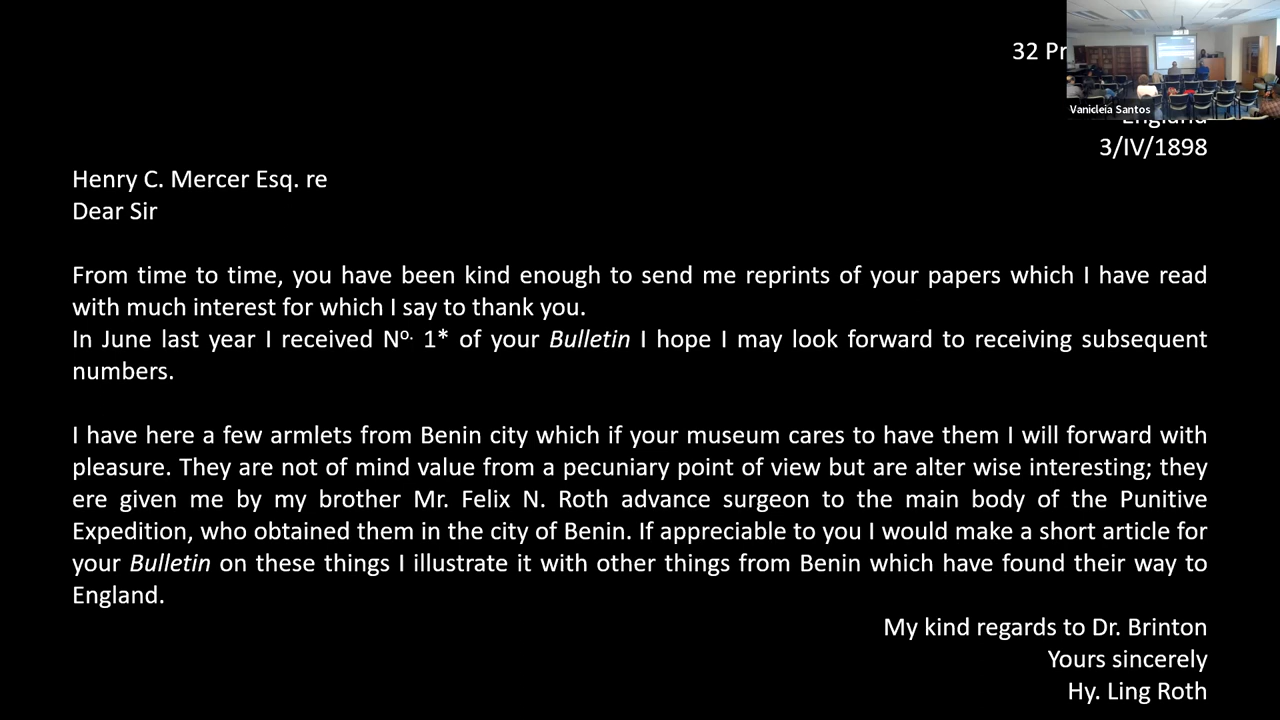 32
Vanicleia Santos
England
3/IV/1898
Henry C. Mercer Esq. re
Dear Sir
From time to time, you have been kind enough to send me reprints of your papers which I have read
with much interest for which I say to thank you.
In June last year I received Nº· 1* of your Bulletin I hope I may look forward to receiving subsequent
numbers.
I have here a few armlets from Benin city which if your museum cares to have them I will forward with
pleasure. They are not of mind value from a pecuniary point of view but are alter wise interesting; they
ere given me by my brother Mr. Felix N. Roth advance surgeon to the main body of the Punitive
Expedition, who obtained them in the city of Benin. If appreciable to you I would make a short article for
your Bulletin on these things I illustrate it with other things from Benin which have found their way to
England.
My kind regards to Dr. Brinton
Yours sincerely
Hy. Ling Roth